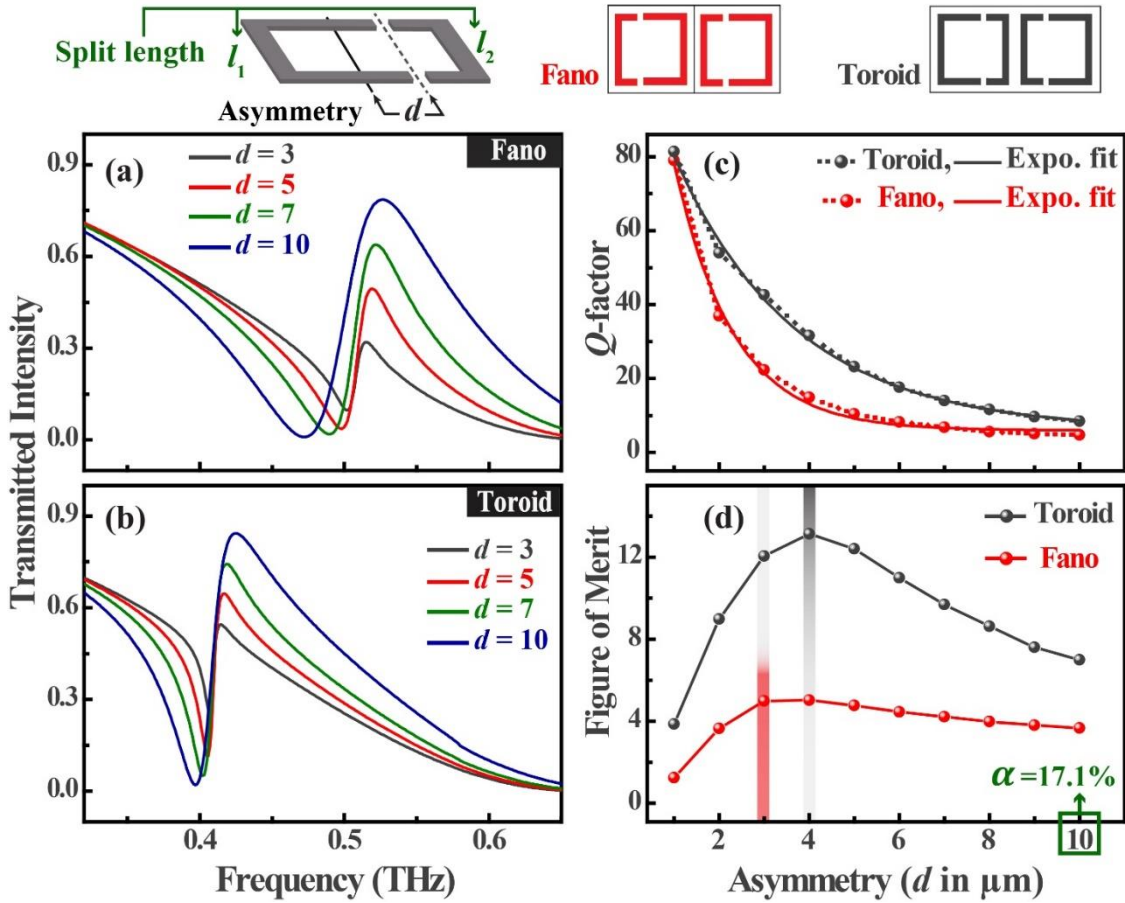 Split length
l1
l2
Asymmetry
d
Fano
Toroid
(a)
Fano
d = 3
d = 5
d = 7
d = 10
0.9
0.6
0.3
0.0
(b)
Toroid
d = 3
d = 5
d = 7
d = 10
0.9
0.6
0.3
0.0
Transmitted Intensity
0.4 0.5 0.6
Frequency (THz)
(c)
Toroid, Expo. fit
Fano, Expo. fit
80
60
40
20
0
Q-factor
(d)
Toroid
Fano
12
8
4
0
Figure of Merit
α =17.1%
2 4 6 8 10
Asymmetry (d in µm)